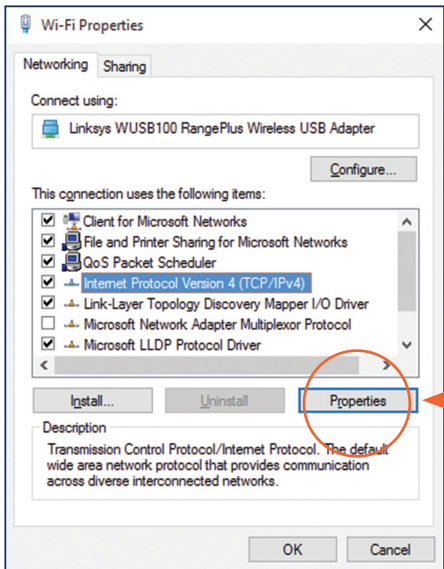 Wi-Fi Properties
Networking Sharing
Connect using:
Linksys WUSB100 RangePlus Wireless USB Adapter
Configure...
This connection uses the following items:
Client for Microsoft Networks
File and Printer Sharing for Microsoft Networks
QoS Packet Scheduler
Internet Protocol Version 4 (TCP/IPv4)
Link-Layer Topology Discovery Mapper I/O Driver
Microsoft Network Adapter Multiplexor Protocol
Microsoft LLDP Protocol Driver
Install... Uninstall Properties
Description
Transmission Control Protocol/Internet Protocol. The default
wide area network protocol that provides communication
across diverse interconnected networks.
OK Cancel